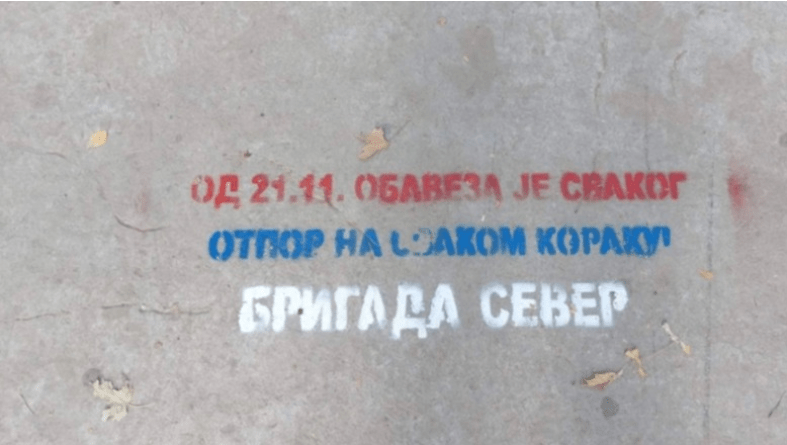 ОД 21.11. ОБАВЕЗА ЈЕ СВАКОГ
ОТПОР НА СВАКОМ КОРАКУ!
БРИГАДА СЕВЕР